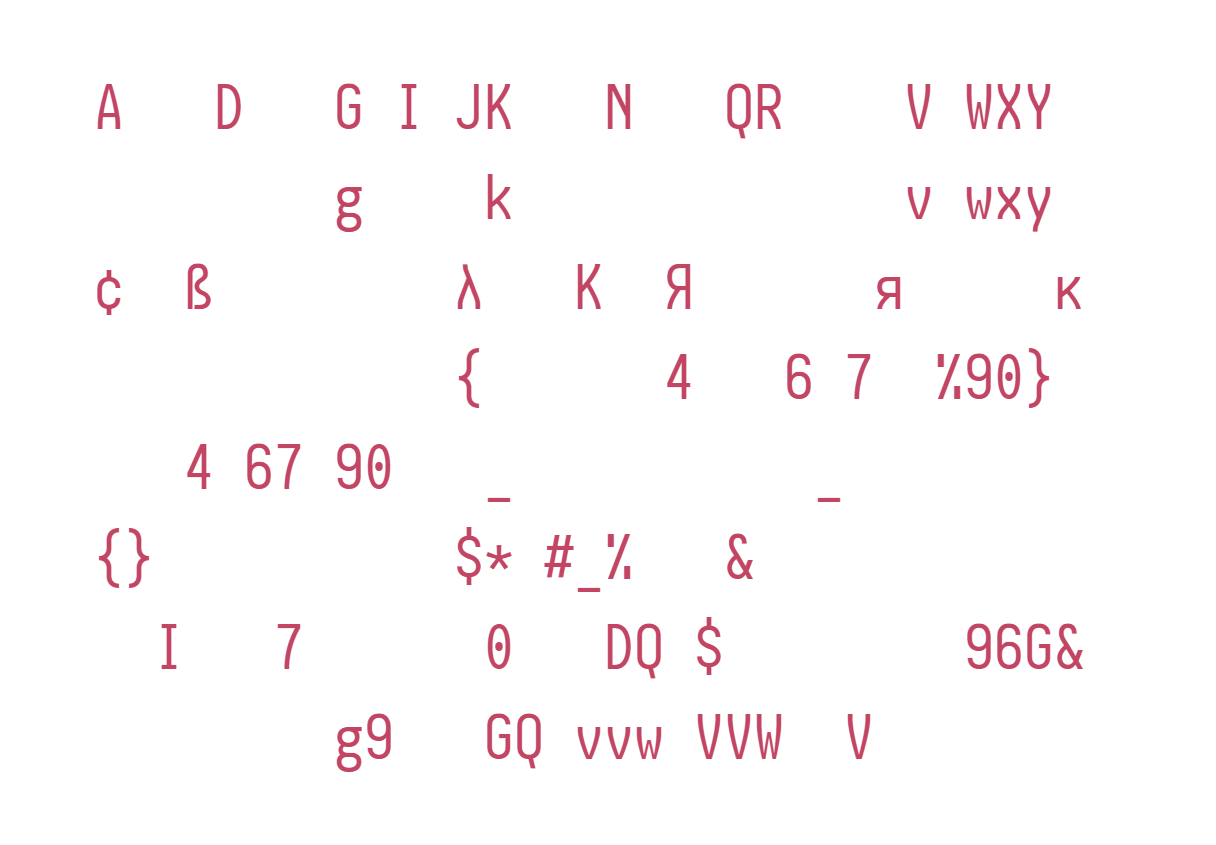 A   D   G I JK   N   QR    V WXY
g    k             v wxy
¢  ß        λ   К  Я      я     к
{      4   6 7  %90}
4 67 90   _          _
{}          $* #_%   &
I   7      0   DQ $        96G&
g9   GQ vvw VVW  V